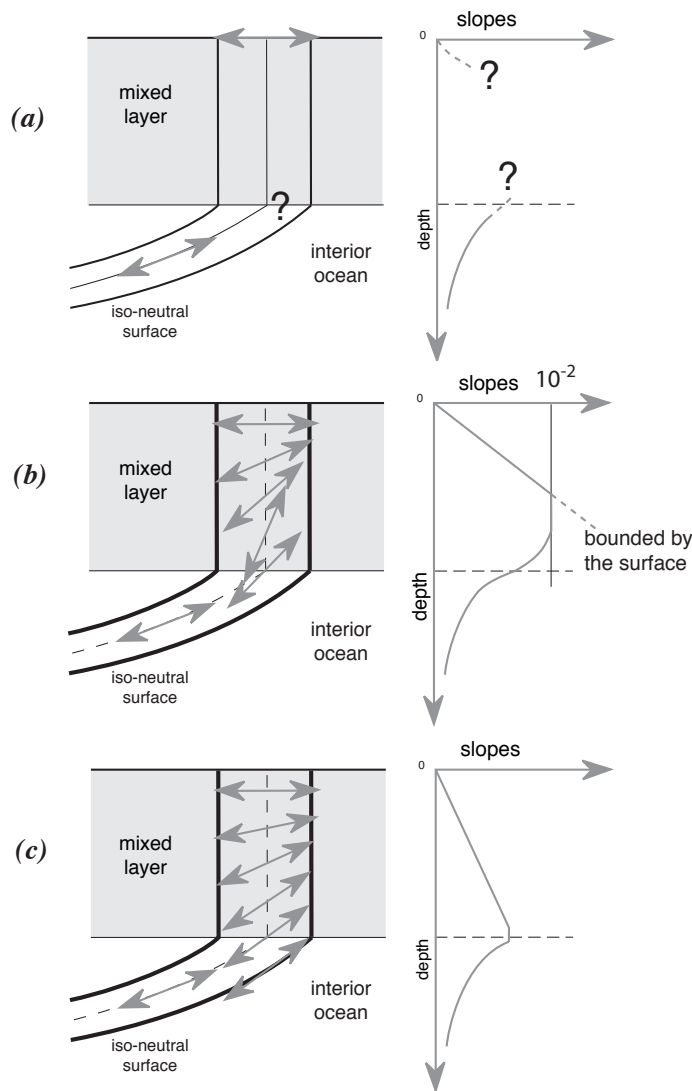 (a)
mixed
layer
?
interior
ocean
iso-neutral
surface
slopes
0
?
?
depth
(b)
mixed
layer
interior
ocean
iso-neutral
surface
slopes
10-2
0
bounded by
the surface
depth
(c)
mixed
layer
interior
ocean
iso-neutral
surface
slopes
0
depth